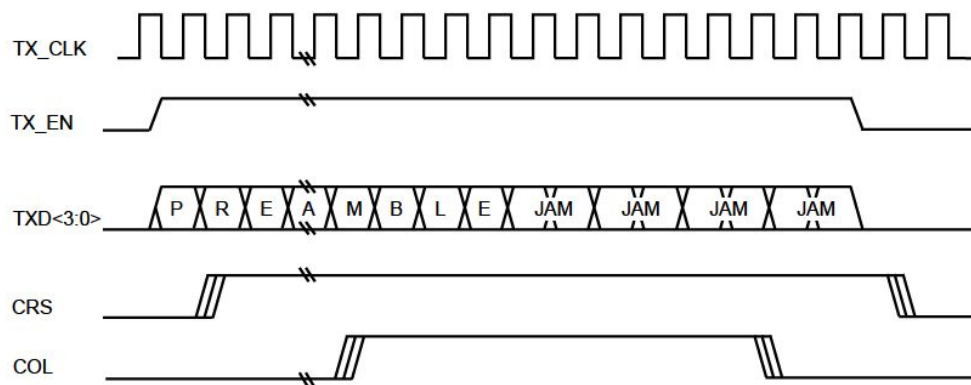 TX_CLK
TX_EN
TXD<3:0> P R E A M B L E JAM JAM JAM JAM
CRS
COL